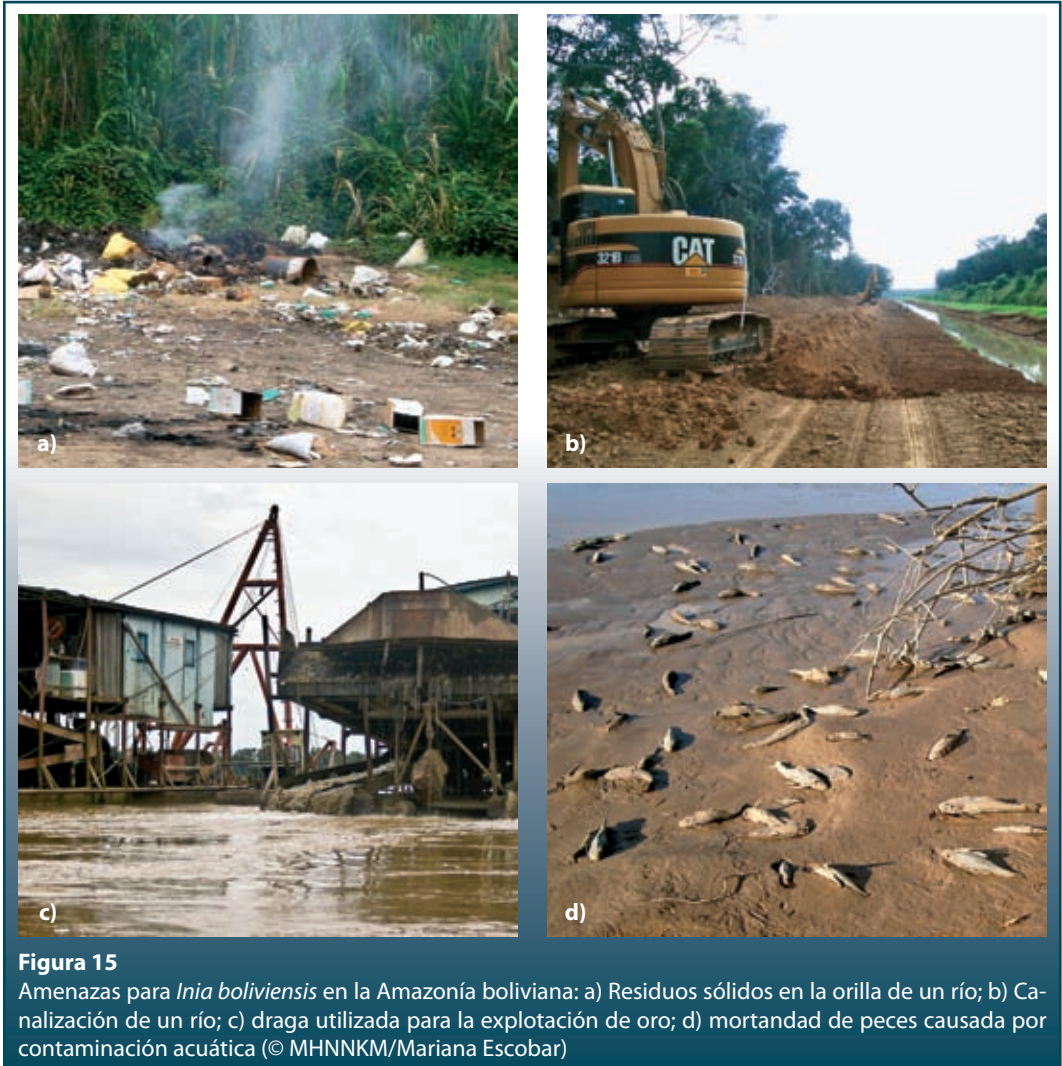 a)
CAT
321B
b)
c)
d)
Figura 15
Amenazas para Inia boliviensis en la Amazonía boliviana: a) Residuos sólidos en la orilla de un río; b) Ca-
nalización de un río; c) draga utilizada para la explotación de oro; d) mortandad de peces causada por
contaminación acuática (© MHNNKM/Mariana Escobar)